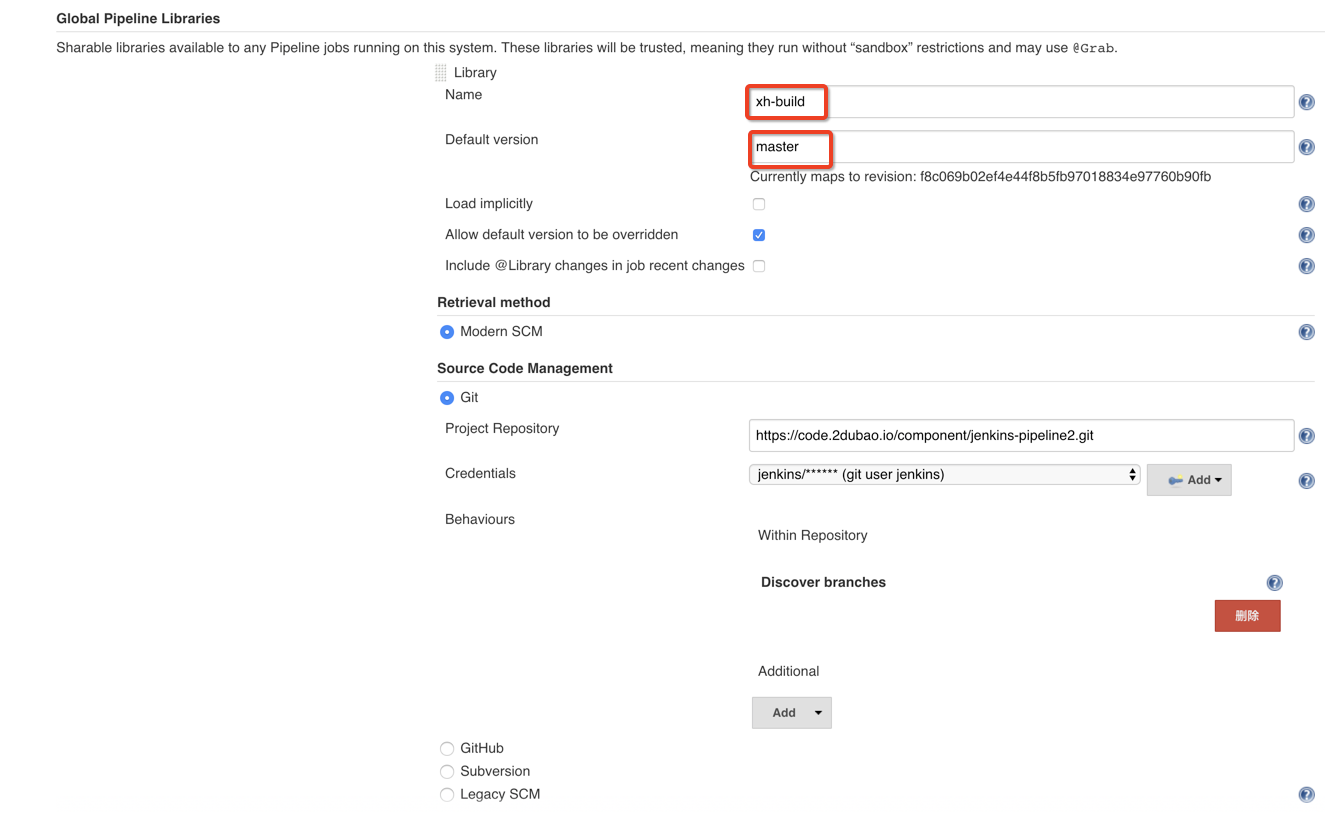 Global Pipeline Libraries
Sharable libraries available to any Pipeline jobs running on this system. These libraries will be trusted, meaning they run without “sandbox” restrictions and may use @Grab.
Library
Name
xh-build
Default version
master
Currently maps to revision: f8c069b02ef4e44f8b5fb97018834e97760b90fb
Load implicitly
Allow default version to be overridden
Include @Library changes in job recent changes
Retrieval method
Modern SCM
Source Code Management
Git
Project Repository
https://code.2dubao.io/component/jenkins-pipeline2.git
Credentials
jenkins/****** (git user jenkins)
Add
Behaviours
Within Repository
Discover branches
删除
Additional
Add
GitHub
Subversion
Legacy SCM